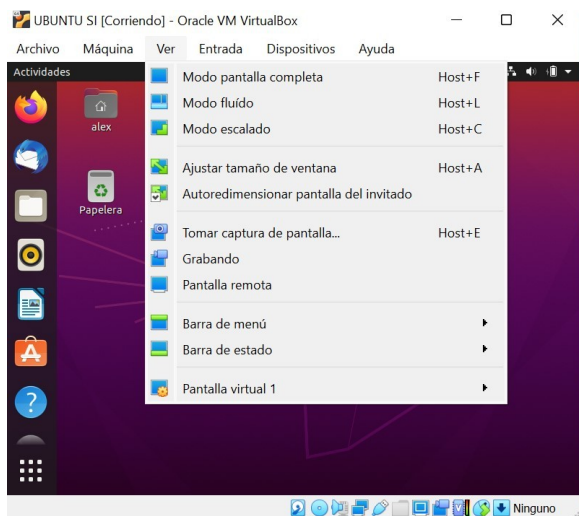 UBUNTU SI [Corriendo] - Oracle VM VirtualBox
Archivo Máquina Ver Entrada Dispositivos Ayuda
Actividades
Modo pantalla completa Host+F
Modo fluído Host+L
Modo escalado Host+C
alex
Ajustar tamaño de ventana Host+A
Autoredimensionar pantalla del invitado
Papelera
Tomar captura de pantalla... Host+E
Grabando
Pantalla remota
Barra de menú
Barra de estado
Pantalla virtual 1
Ninguno